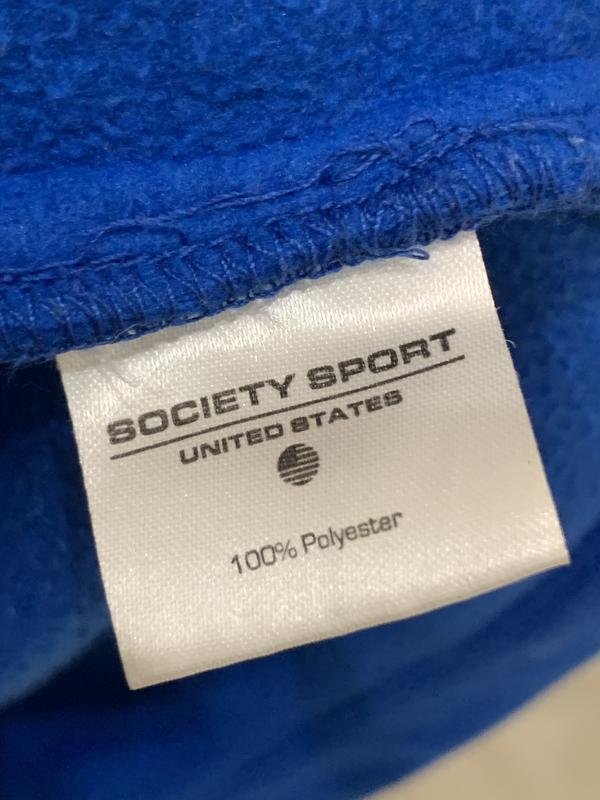 SOCIETY SPORT
UNITED STATES
100% Polyester